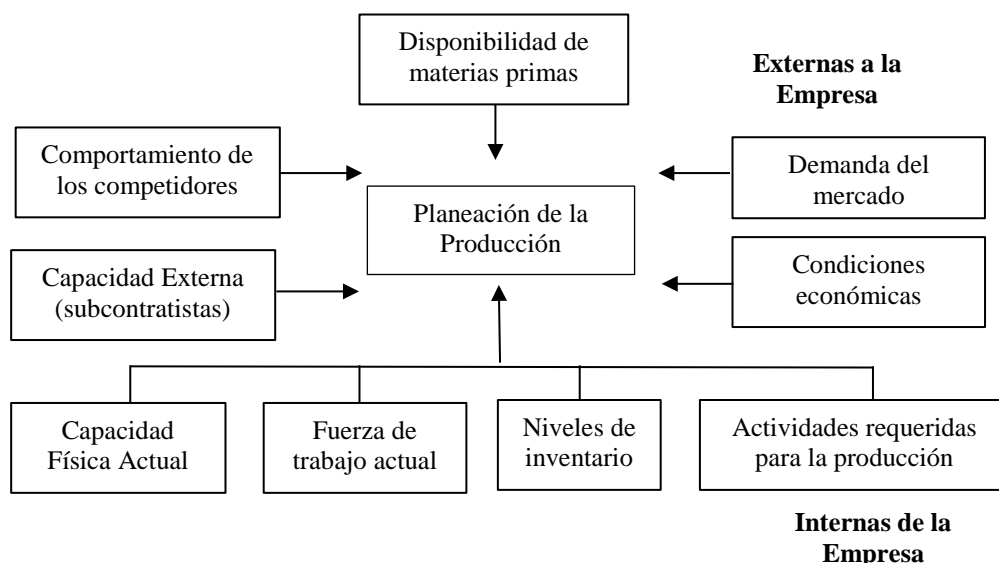 Disponibilidad de
materias primas
Externas a la
Empresa
Comportamiento de
los competidores
Demanda del
mercado
Planeación de la
Producción
Capacidad Externa
(subcontratistas)
Condiciones
económicas
Capacidad
Física Actual
Fuerza de
trabajo actual
Niveles de
inventario
Actividades requeridas
para la producción
Internas de la
Empresa